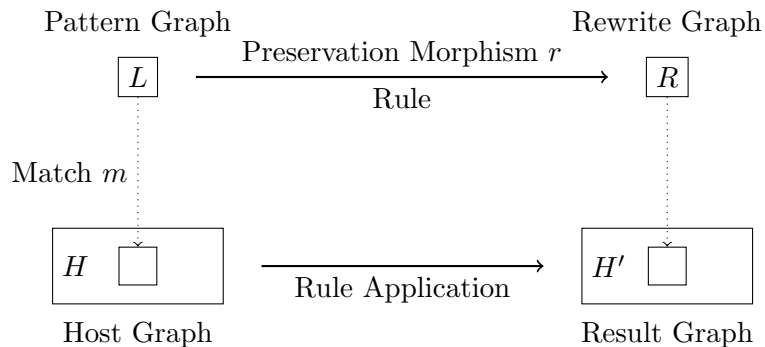 Pattern Graph
Rewrite Graph
Preservation Morphism r
L
R
Rule
Match m
H
H′
Rule Application
Host Graph
Result Graph